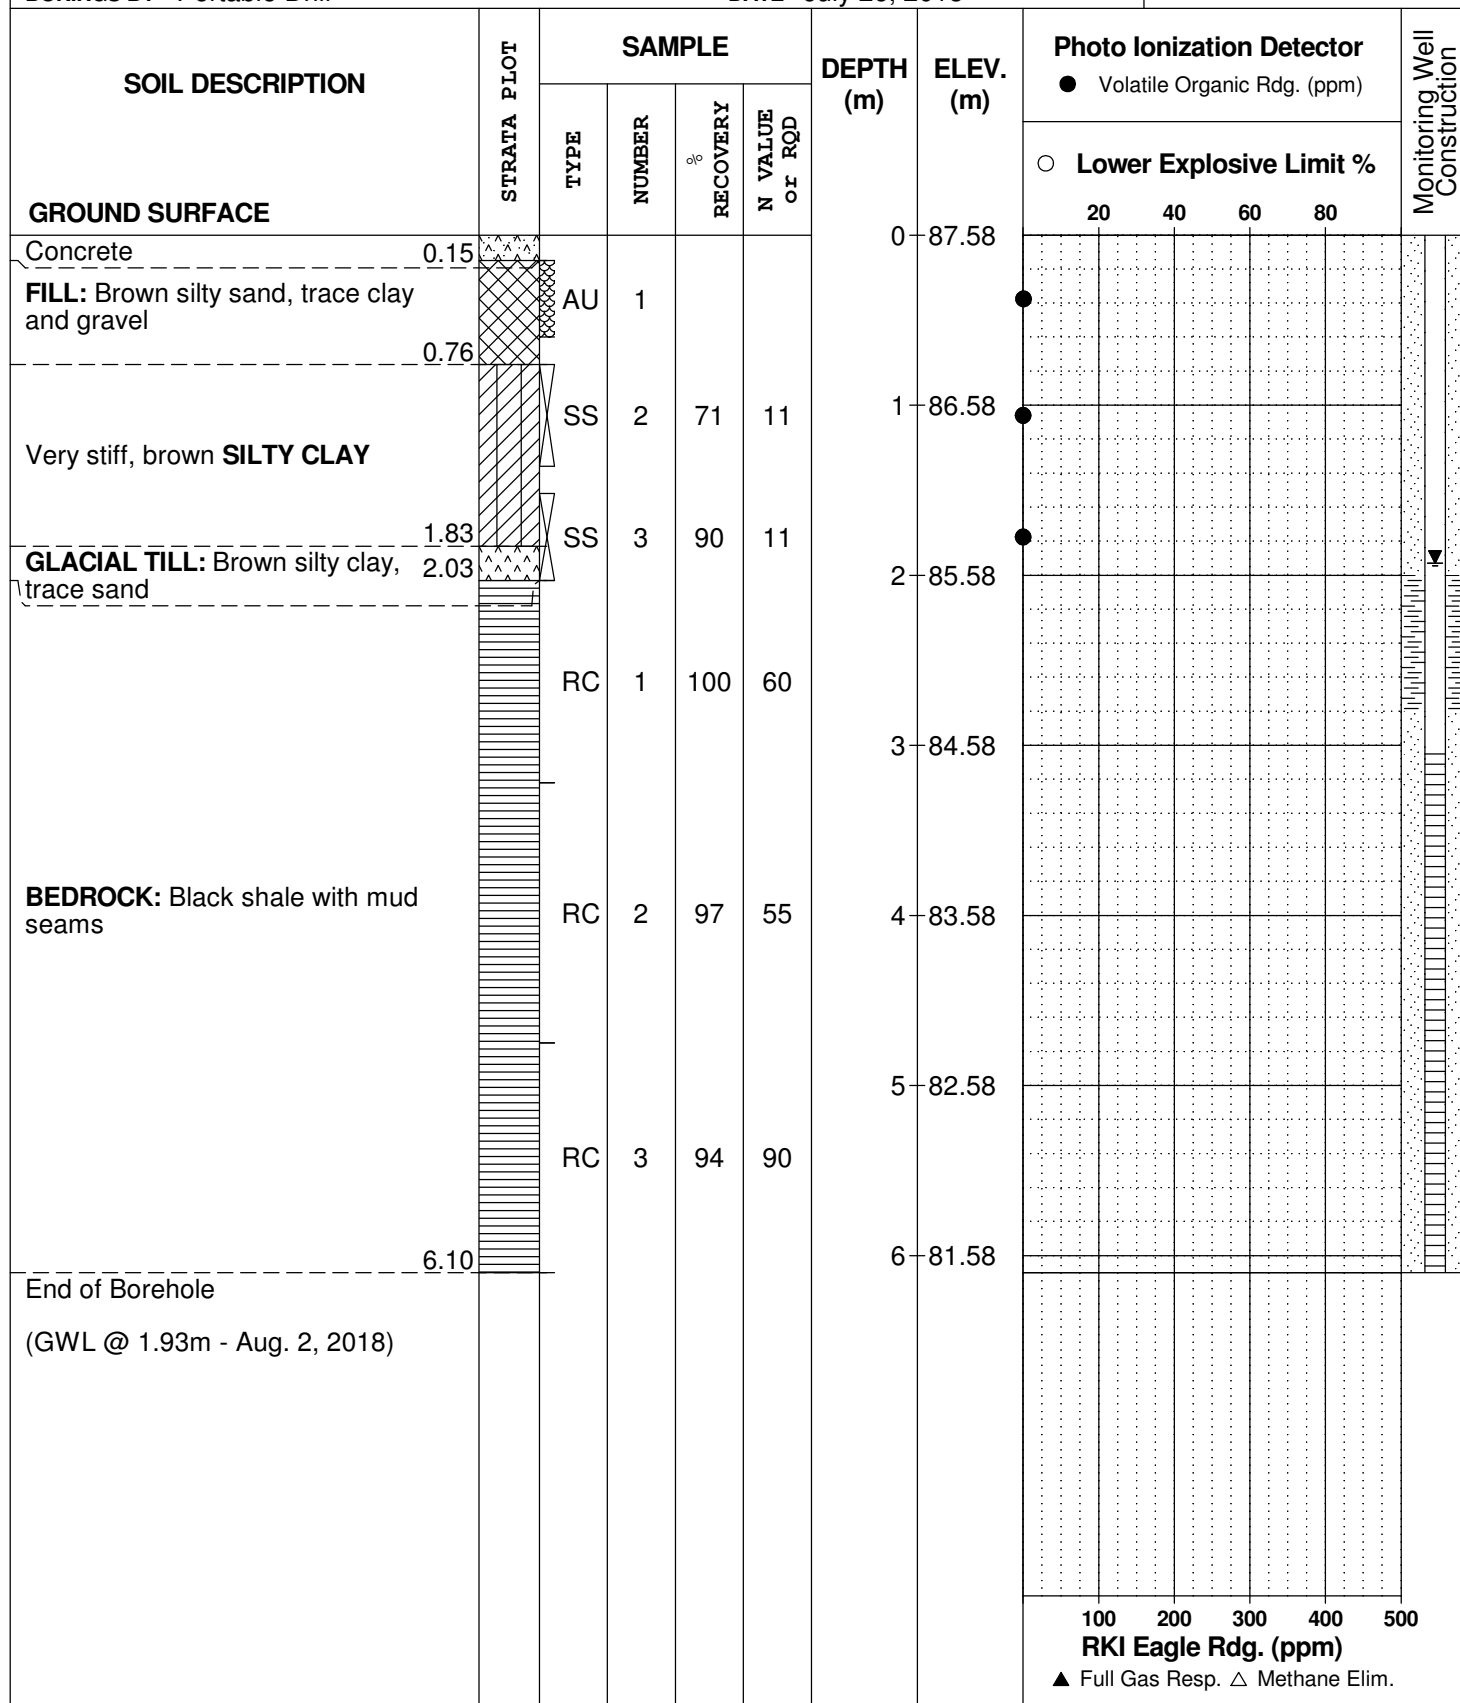 SOIL DESCRIPTION
GROUND SURFACE
STRATA PLOT
SAMPLE
TYPE
NUMBER
%
RECOVERY
N VALUE
or RQD
DEPTH
(m)
ELEV.
(m)
Photo Ionization Detector
● Volatile Organic Rdg. (ppm)
○ Lower Explosive Limit %
20 40 60 80
Monitoring Well
Construction
0 87.58
Concrete 0.15
FILL: Brown silty sand, trace clay
and gravel
0.76
AU 1
SS 2 71 11
1 86.58
Very stiff, brown SILTY CLAY
1.83
SS 3 90 11
GLACIAL TILL: Brown silty clay, 2.03
trace sand
2 85.58
RC 1 100 60
3 84.58
BEDROCK: Black shale with mud
seams
RC 2 97 55
4 83.58
5 82.58
RC 3 94 90
6.10
6 81.58
End of Borehole
(GWL @ 1.93m - Aug. 2, 2018)
100 200 300 400 500
RKI Eagle Rdg. (ppm)
▲ Full Gas Resp. △ Methane Elim.